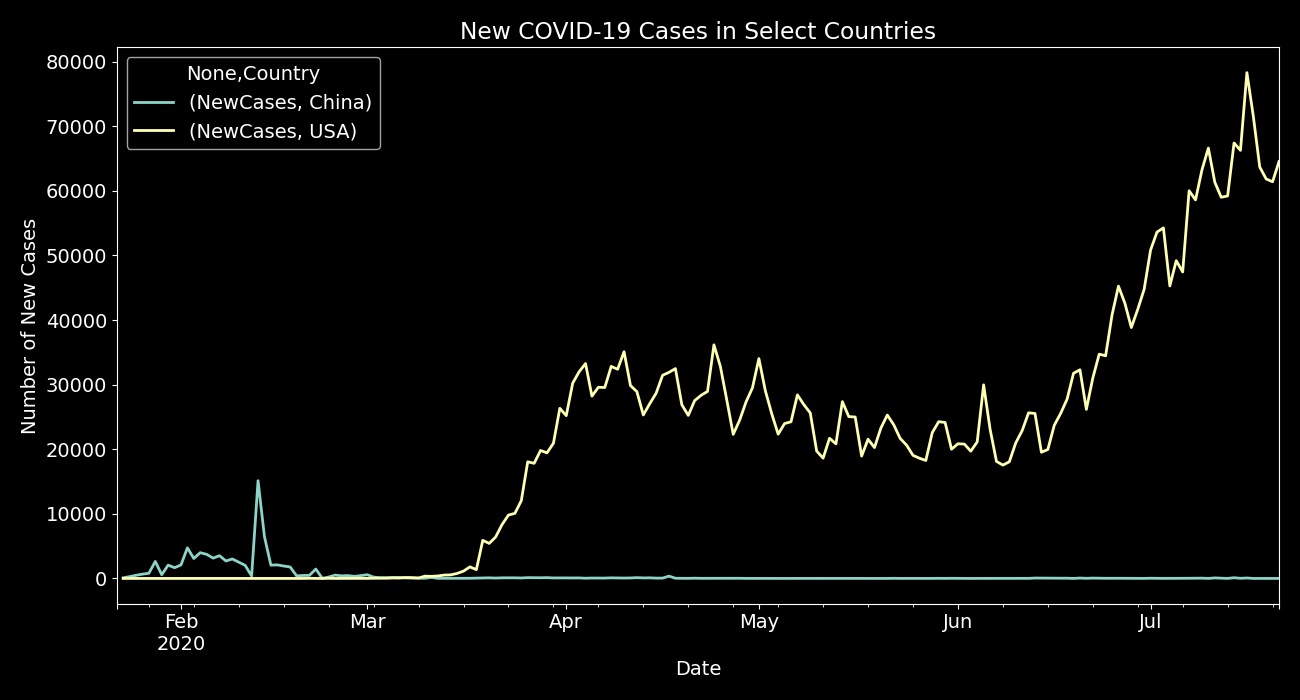 New COVID-19 Cases in Select Countries
80000
70000
60000
50000
40000
30000
20000
10000
0
Number of New Cases
None,Country
(NewCases, China)
(NewCases, USA)
Feb
2020
Mar
Apr
May
Jun
Jul
Date